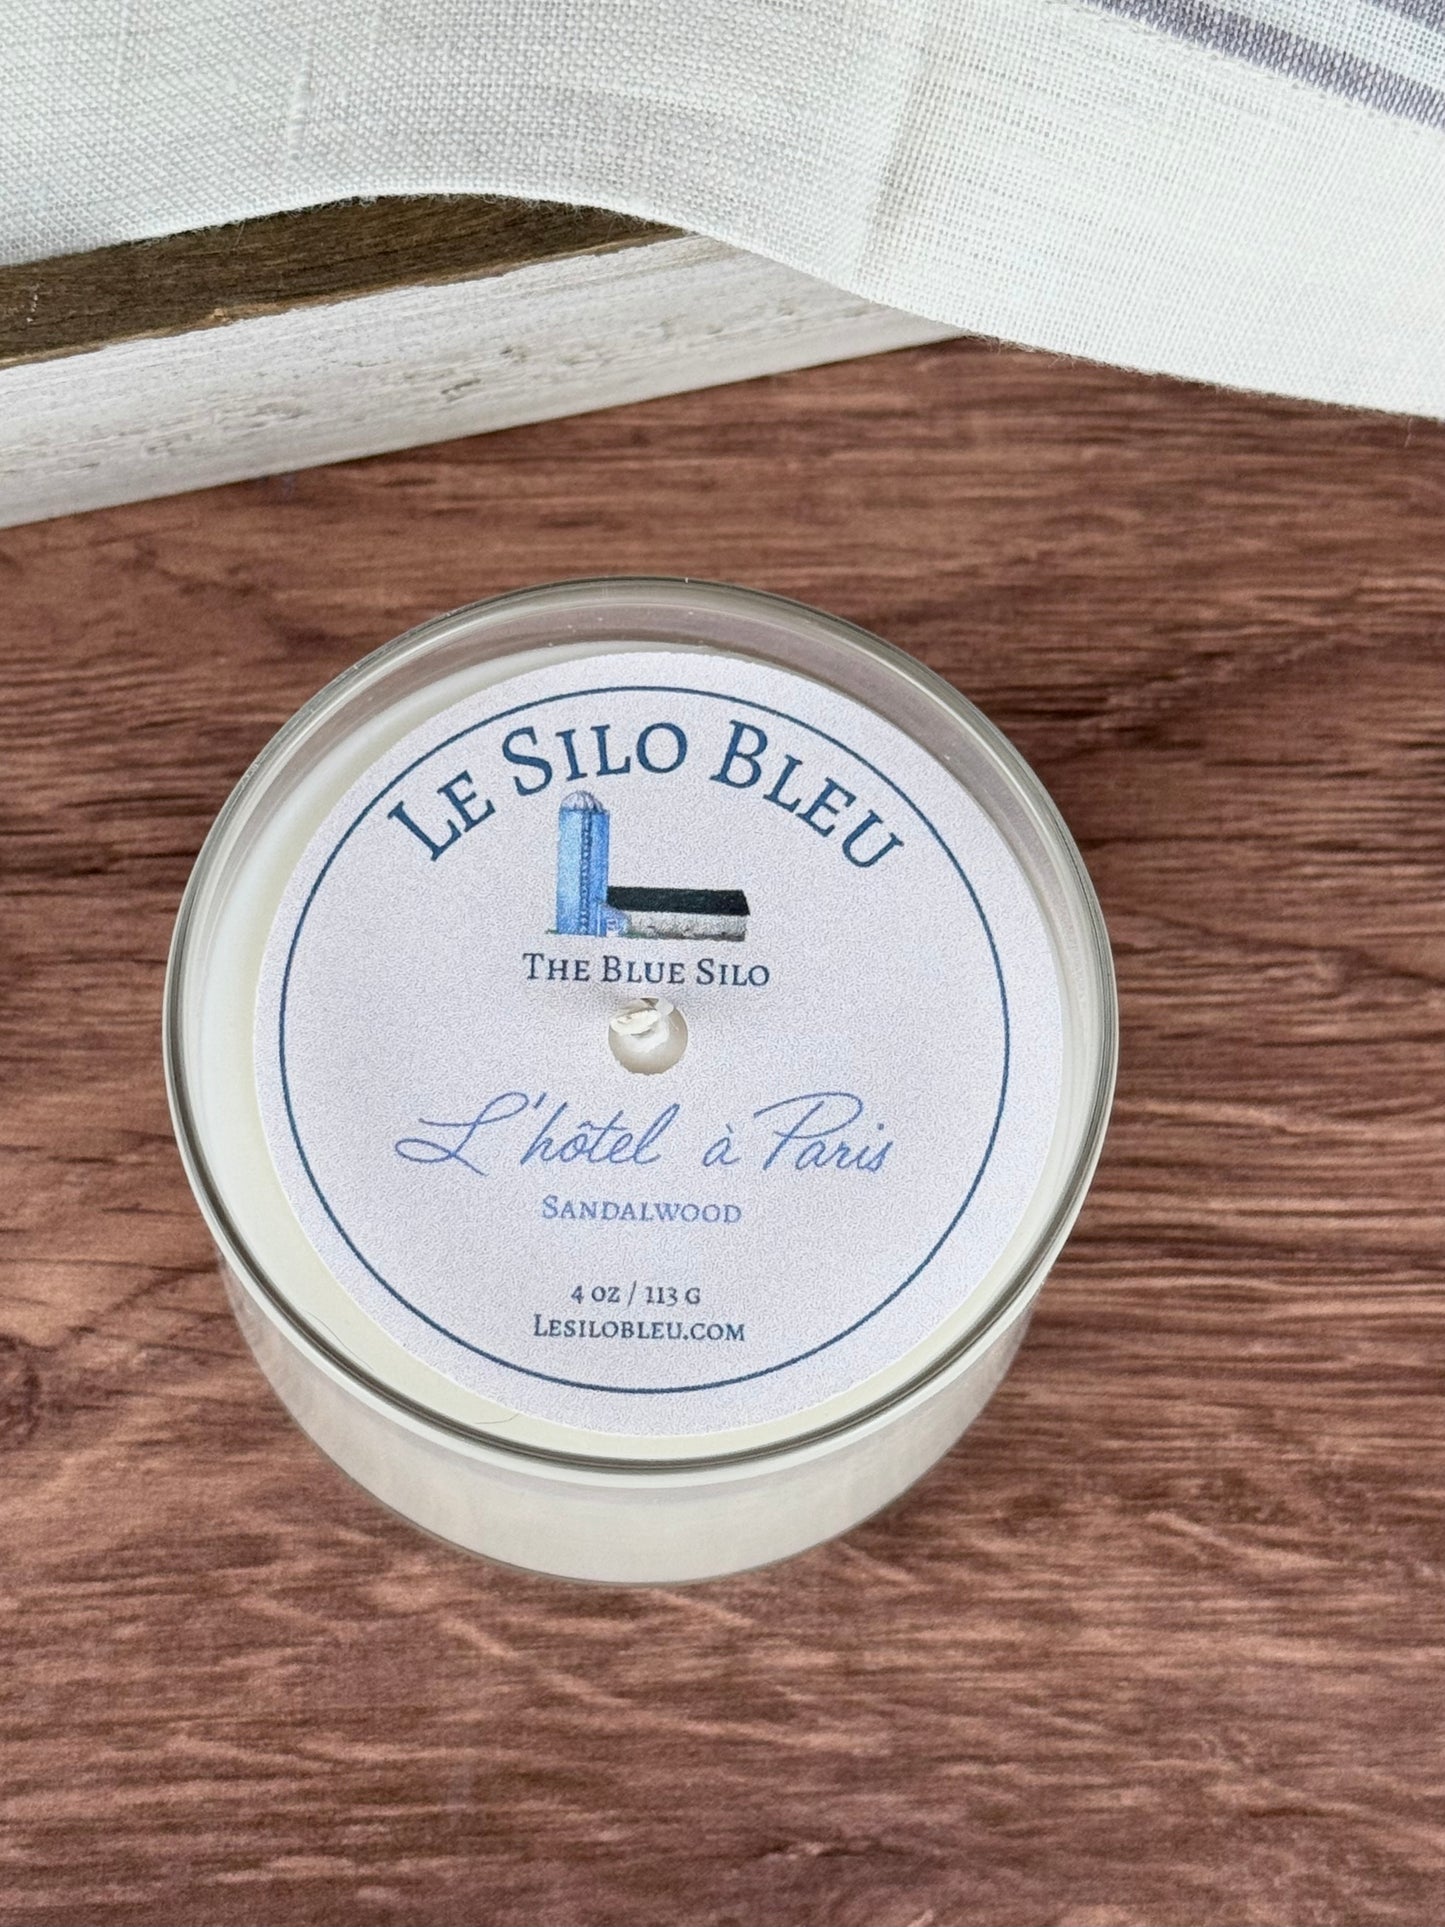 Le Silo Bleu
The Blue Silo
L'hôtel à Paris
Sandalwood
4 oz / 113 g
Lesilobleu.com